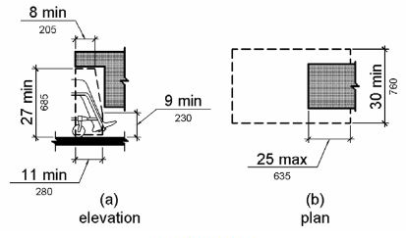 8 min
205
27 min
685
9 min
230
11 min
280
(a)
elevation
30 min
760
25 max
635
(b)
plan